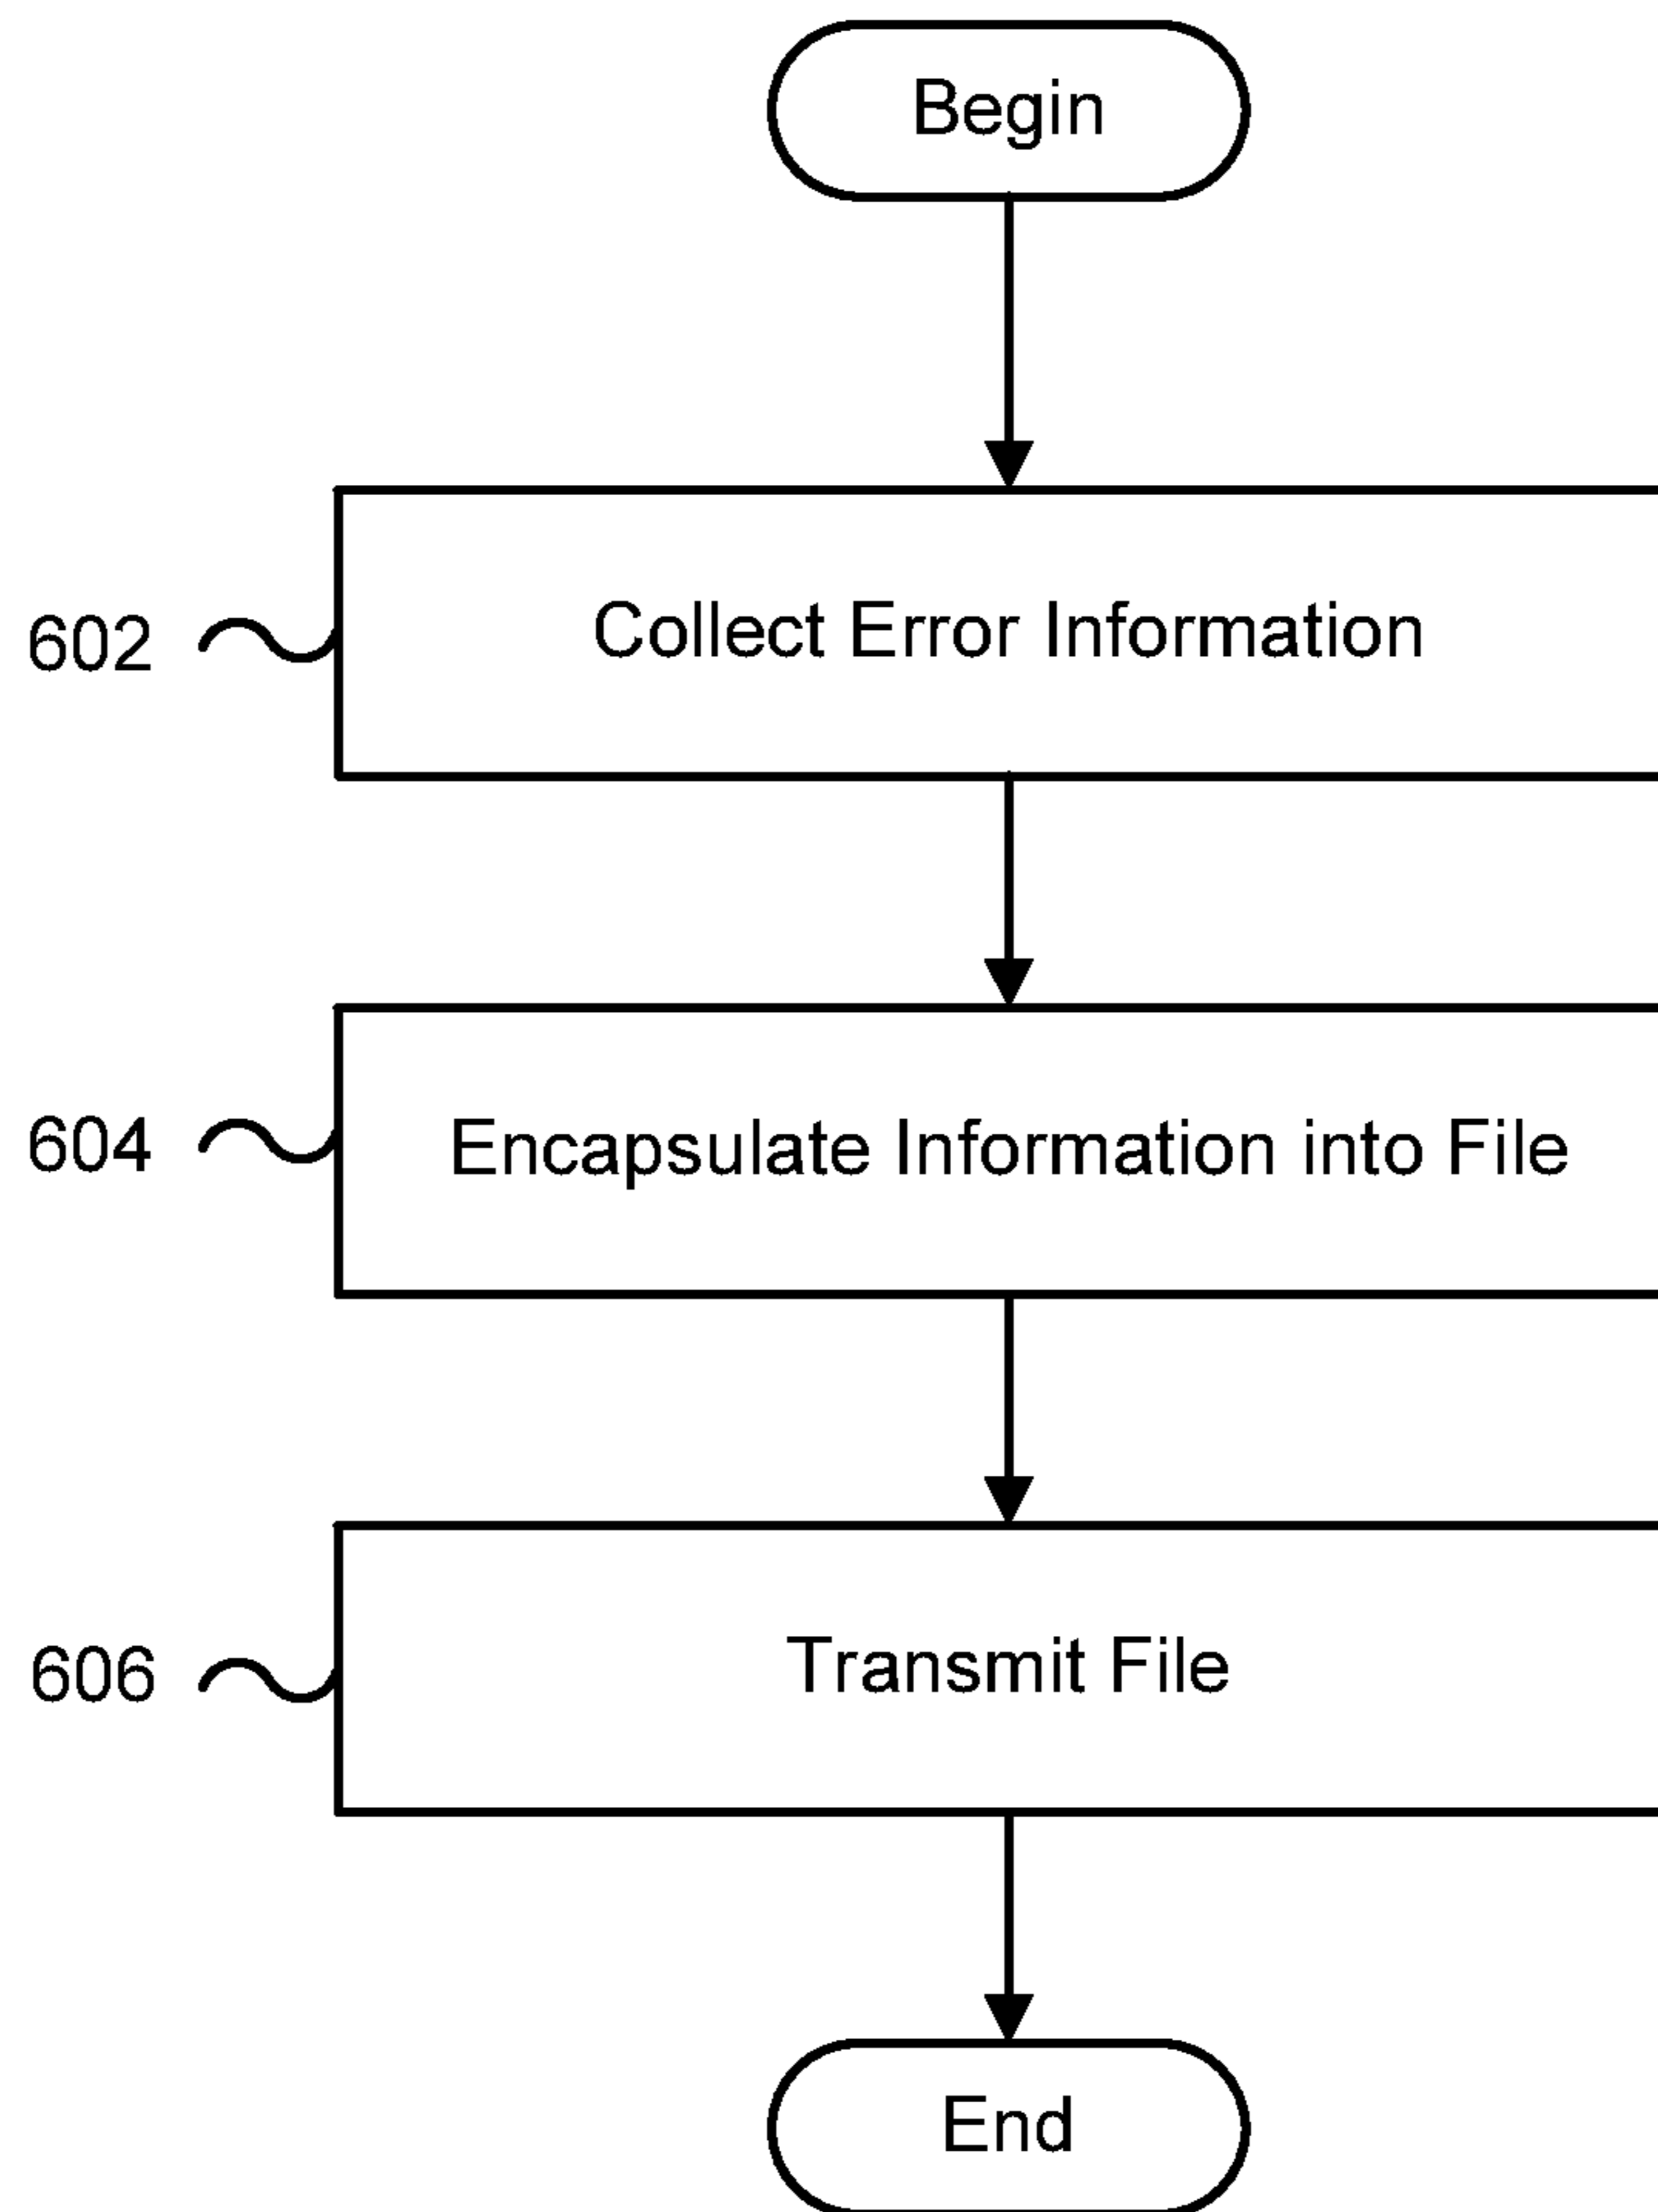 Begin
602
Collect Error Information
604
Encapsulate Information into File
606
Transmit File
End